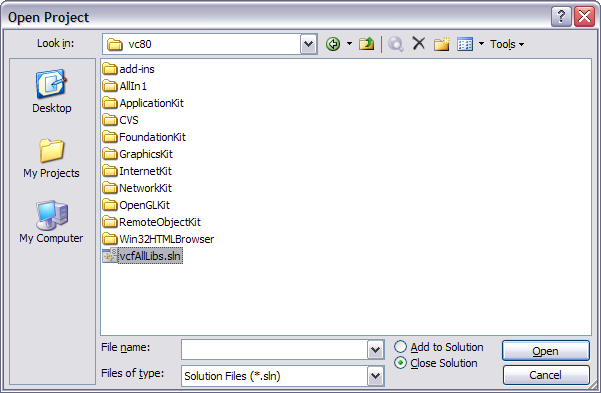 Open Project
Look in: vc80 Tools
add-ins
AllIn1
ApplicationKit
CVS
FoundationKit
GraphicsKit
InternetKit
NetworkKit
OpenGLKit
RemoteObjectKit
Win32HTMLBrowser
vcfAllLibs.sln
Desktop
My Projects
My Computer
File name:
Files of type: Solution Files (*.sln)
Add to Solution
Close Solution
Open
Cancel